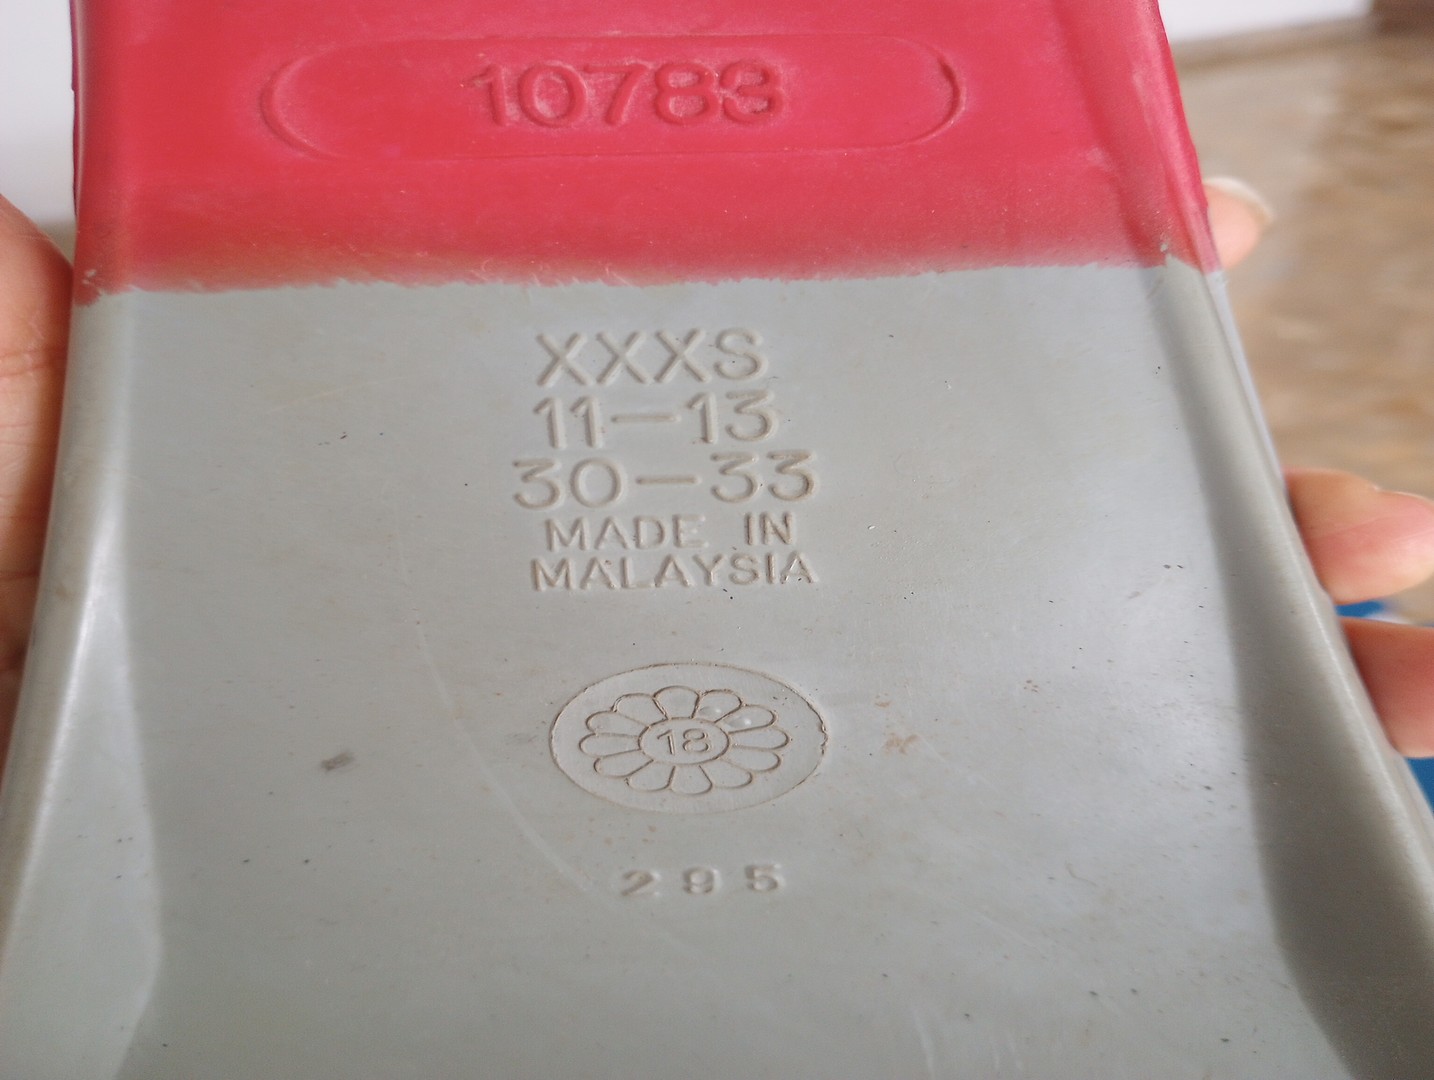 10783
XXXS
11-13
30-33
MADE IN
MALAYSIA
18
295